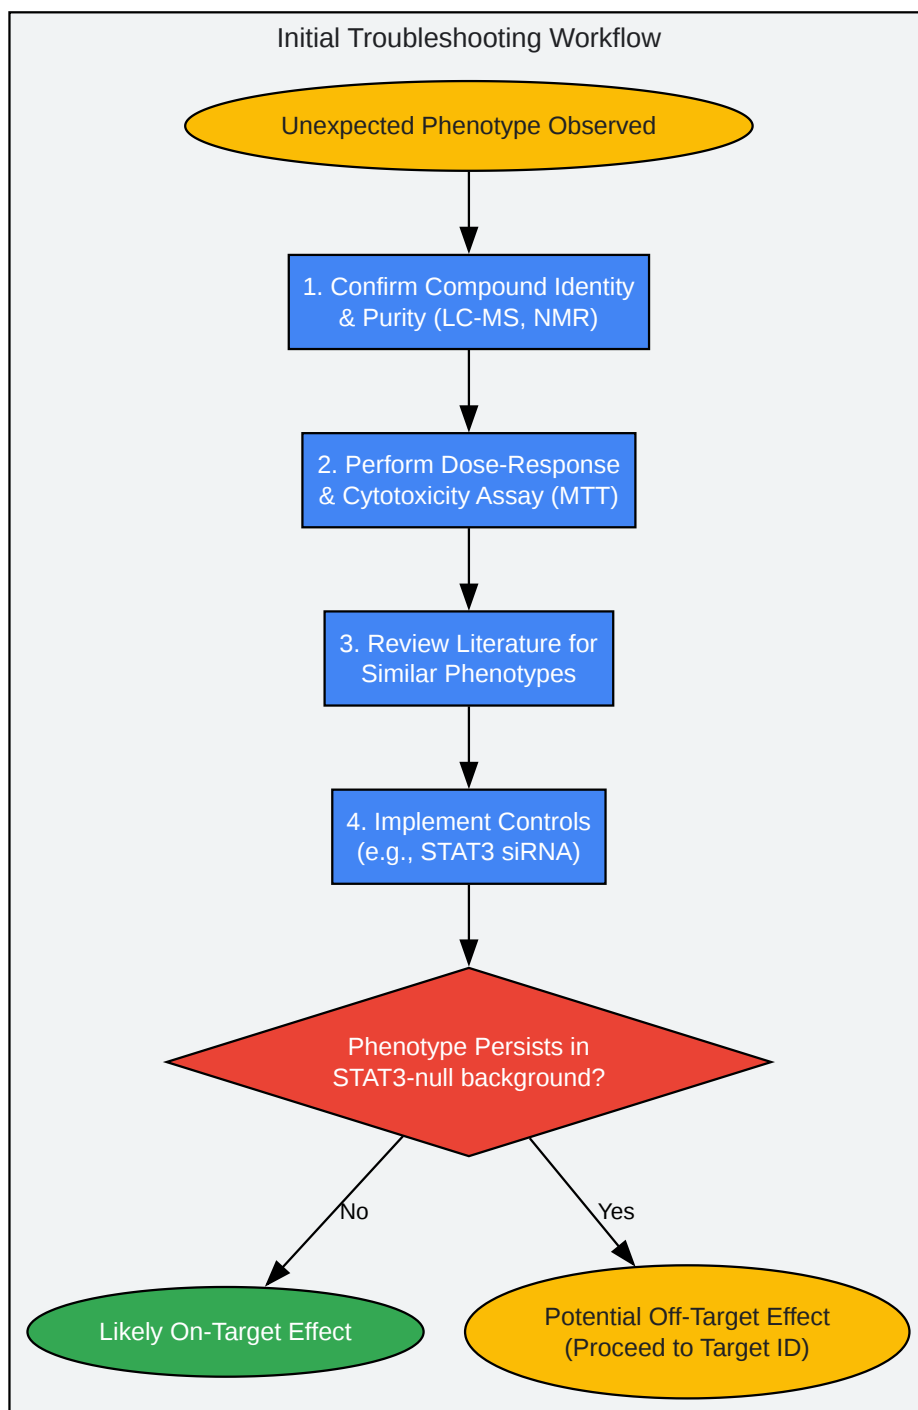 Initial Troubleshooting Workflow
Unexpected Phenotype Observed
1. Confirm Compound Identity
& Purity (LC-MS, NMR)
2. Perform Dose-Response
& Cytotoxicity Assay (MTT)
3. Review Literature for
Similar Phenotypes
4. Implement Controls
(e.g., STAT3 siRNA)
Phenotype Persists in
STAT3-null background?
No
Yes
Likely On-Target Effect
Potential Off-Target Effect
(Proceed to Target ID)